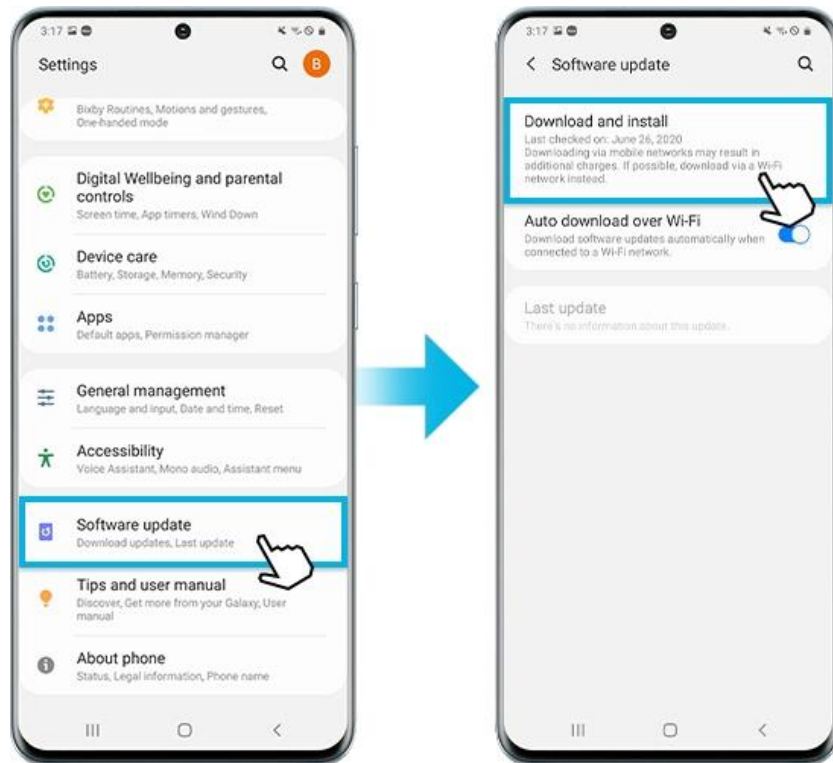 3:17
Settings
B
Bixby Routines, Motions and gestures,
One-handed mode
Digital Wellbeing and parental
controls
Screen time, App timers, Wind Down
Device care
Battery, Storage, Memory, Security
Apps
Default apps, Permission manager
General management
Language and input, Date and time, Reset
Accessibility
Voice Assistant, Mono audio, Assistant menu
Software update
Download updates, Last update
Tips and user manual
Discover, Get more from your Galaxy, User
manual
About phone
Status, Legal information, Phone name
3:17
Software update
Download and install
Last checked on: June 26, 2020
Downloading via mobile networks may result in
additional charges. If possible, download via a Wi-Fi
network instead.
Auto download over Wi-Fi
Download software updates automatically when
connected to a Wi-Fi network.
Last update
There's no information about this update.